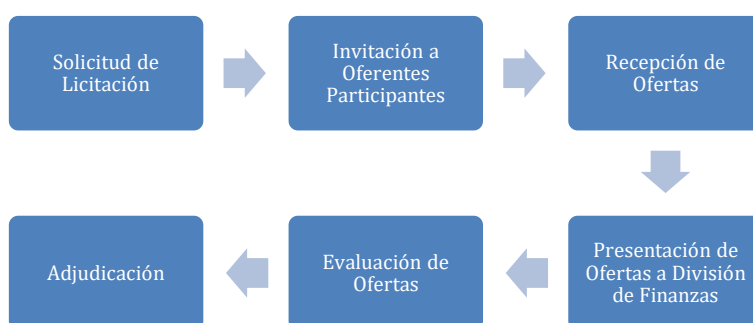 Solicitud de
Licitación
Invitación a
Oferentes
Participantes
Recepción de
Ofertas
Presentación de
Ofertas a División
de Finanzas
Evaluación de
Ofertas
Adjudicación